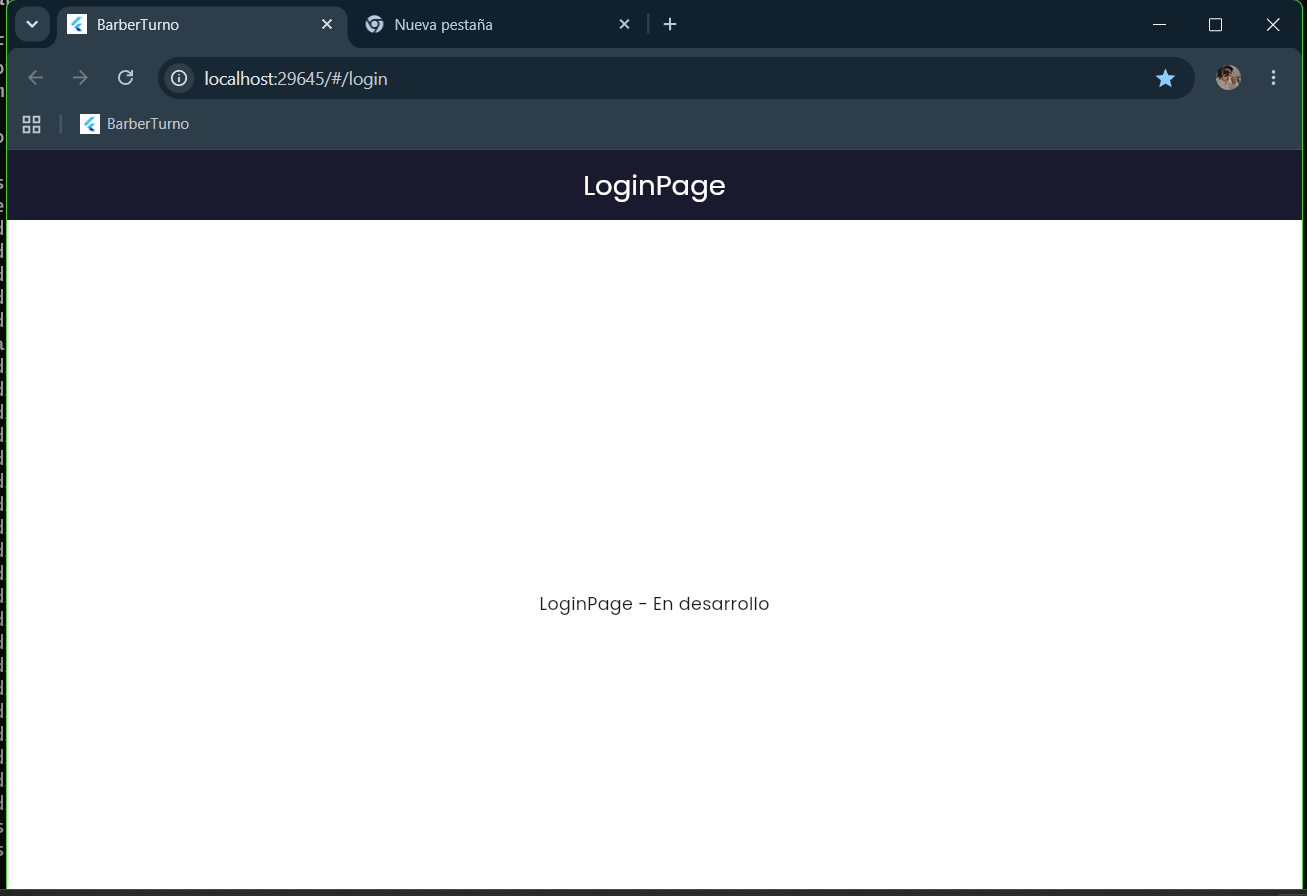 BarberTurno
Nueva pestaña
localhost:29645/#/login
BarberTurno
LoginPage
LoginPage - En desarrollo